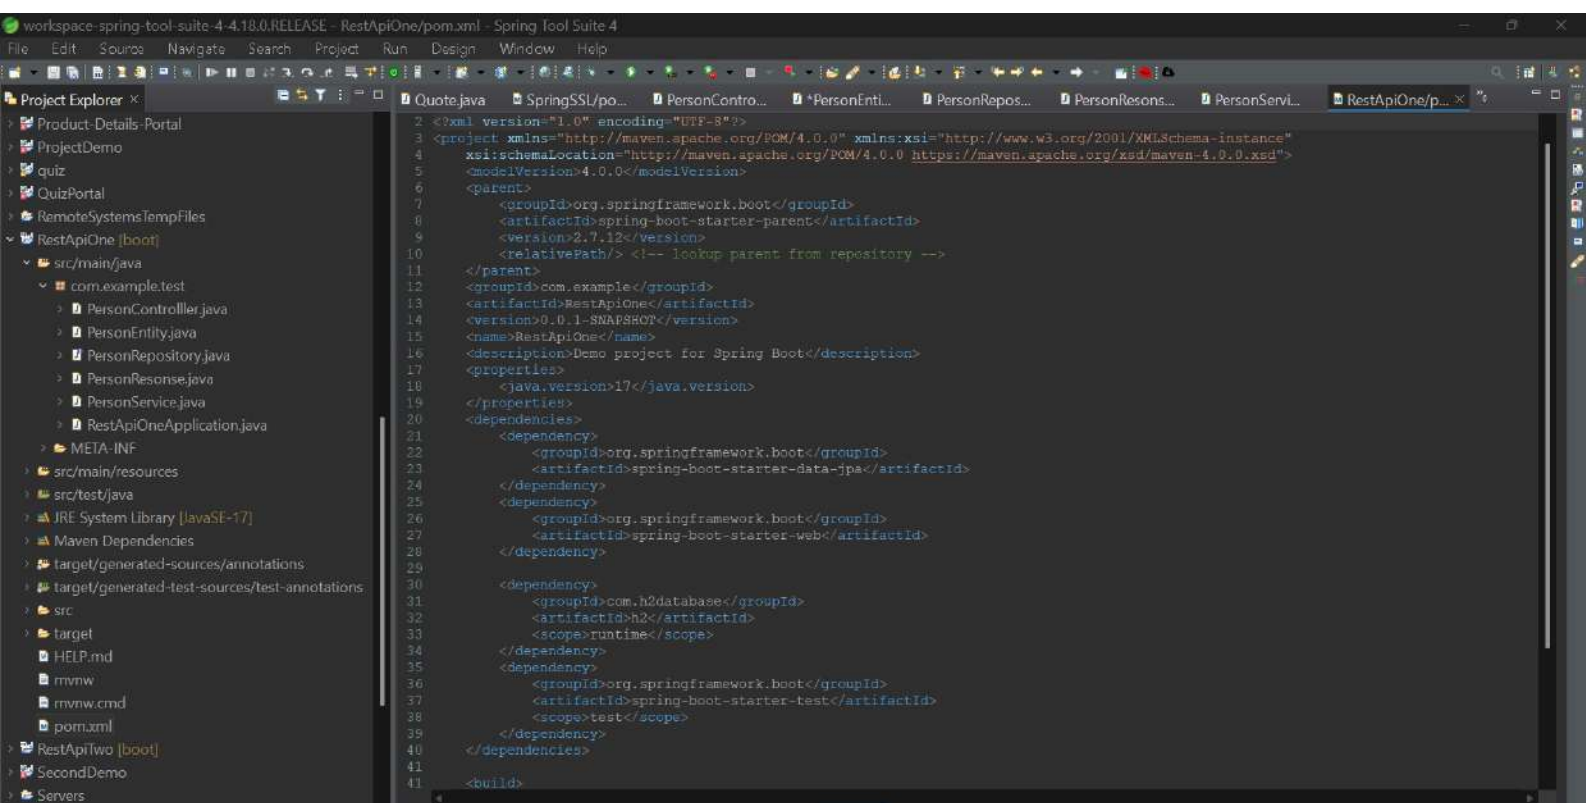 workspace-spring-tool-suite-4-4.18.0.RELEASE - RestApiOne/pom.xml - Spring Tool Suite 4
File Edit Source Navigate Search Project Run Design Window Help
Project Explorer ×
Product-Details-Portal
ProjectDemo
quiz
QuizPortal
RemoteSystemsTempFiles
RestApiOne [boot]
src/main/java
com.example.test
PersonControlller.java
PersonEntity.java
PersonRepository.java
PersonResonse.java
PersonService.java
RestApiOneApplication.java
META-INF
src/main/resources
src/test/java
JRE System Library [JavaSE-17]
Maven Dependencies
target/generated-sources/annotations
target/generated-test-sources/test-annotations
src
target
HELP.md
mvnw
mvnw.cmd
pom.xml
RestApiTwo [boot]
SecondDemo
Servers
Quote.java SpringSSL/po... PersonContro... *PersonEnti... PersonRepos... PersonResons... PersonServi... RestApiOne/p... ×
2 <?xml version="1.0" encoding="UTF-8"?>
3 <project xmlns="http://maven.apache.org/POM/4.0.0" xmlns:xsi="http://www.w3.org/2001/XMLSchema-instance"
4 xsi:schemaLocation="http://maven.apache.org/POM/4.0.0 https://maven.apache.org/xsd/maven-4.0.0.xsd">
5 <modelVersion>4.0.0</modelVersion>
6 <parent>
7 <groupId>org.springframework.boot</groupId>
8 <artifactId>spring-boot-starter-parent</artifactId>
9 <version>2.7.12</version>
10 <relativePath/> <!-- lookup parent from repository -->
11 </parent>
12 <groupId>com.example</groupId>
13 <artifactId>RestApiOne</artifactId>
14 <version>0.0.1-SNAPSHOT</version>
15 <name>RestApiOne</name>
16 <description>Demo project for Spring Boot</description>
17 <properties>
18 <java.version>17</java.version>
19 </properties>
20 <dependencies>
21 <dependency>
22 <groupId>org.springframework.boot</groupId>
23 <artifactId>spring-boot-starter-data-jpa</artifactId>
24 </dependency>
25 <dependency>
26 <groupId>org.springframework.boot</groupId>
27 <artifactId>spring-boot-starter-web</artifactId>
28 </dependency>
29
30 <dependency>
31 <groupId>com.h2database</groupId>
32 <artifactId>h2</artifactId>
33 <scope>runtime</scope>
34 </dependency>
35 <dependency>
36 <groupId>org.springframework.boot</groupId>
37 <artifactId>spring-boot-starter-test</artifactId>
38 <scope>test</scope>
39 </dependency>
40 </dependencies>
41
41 <build>